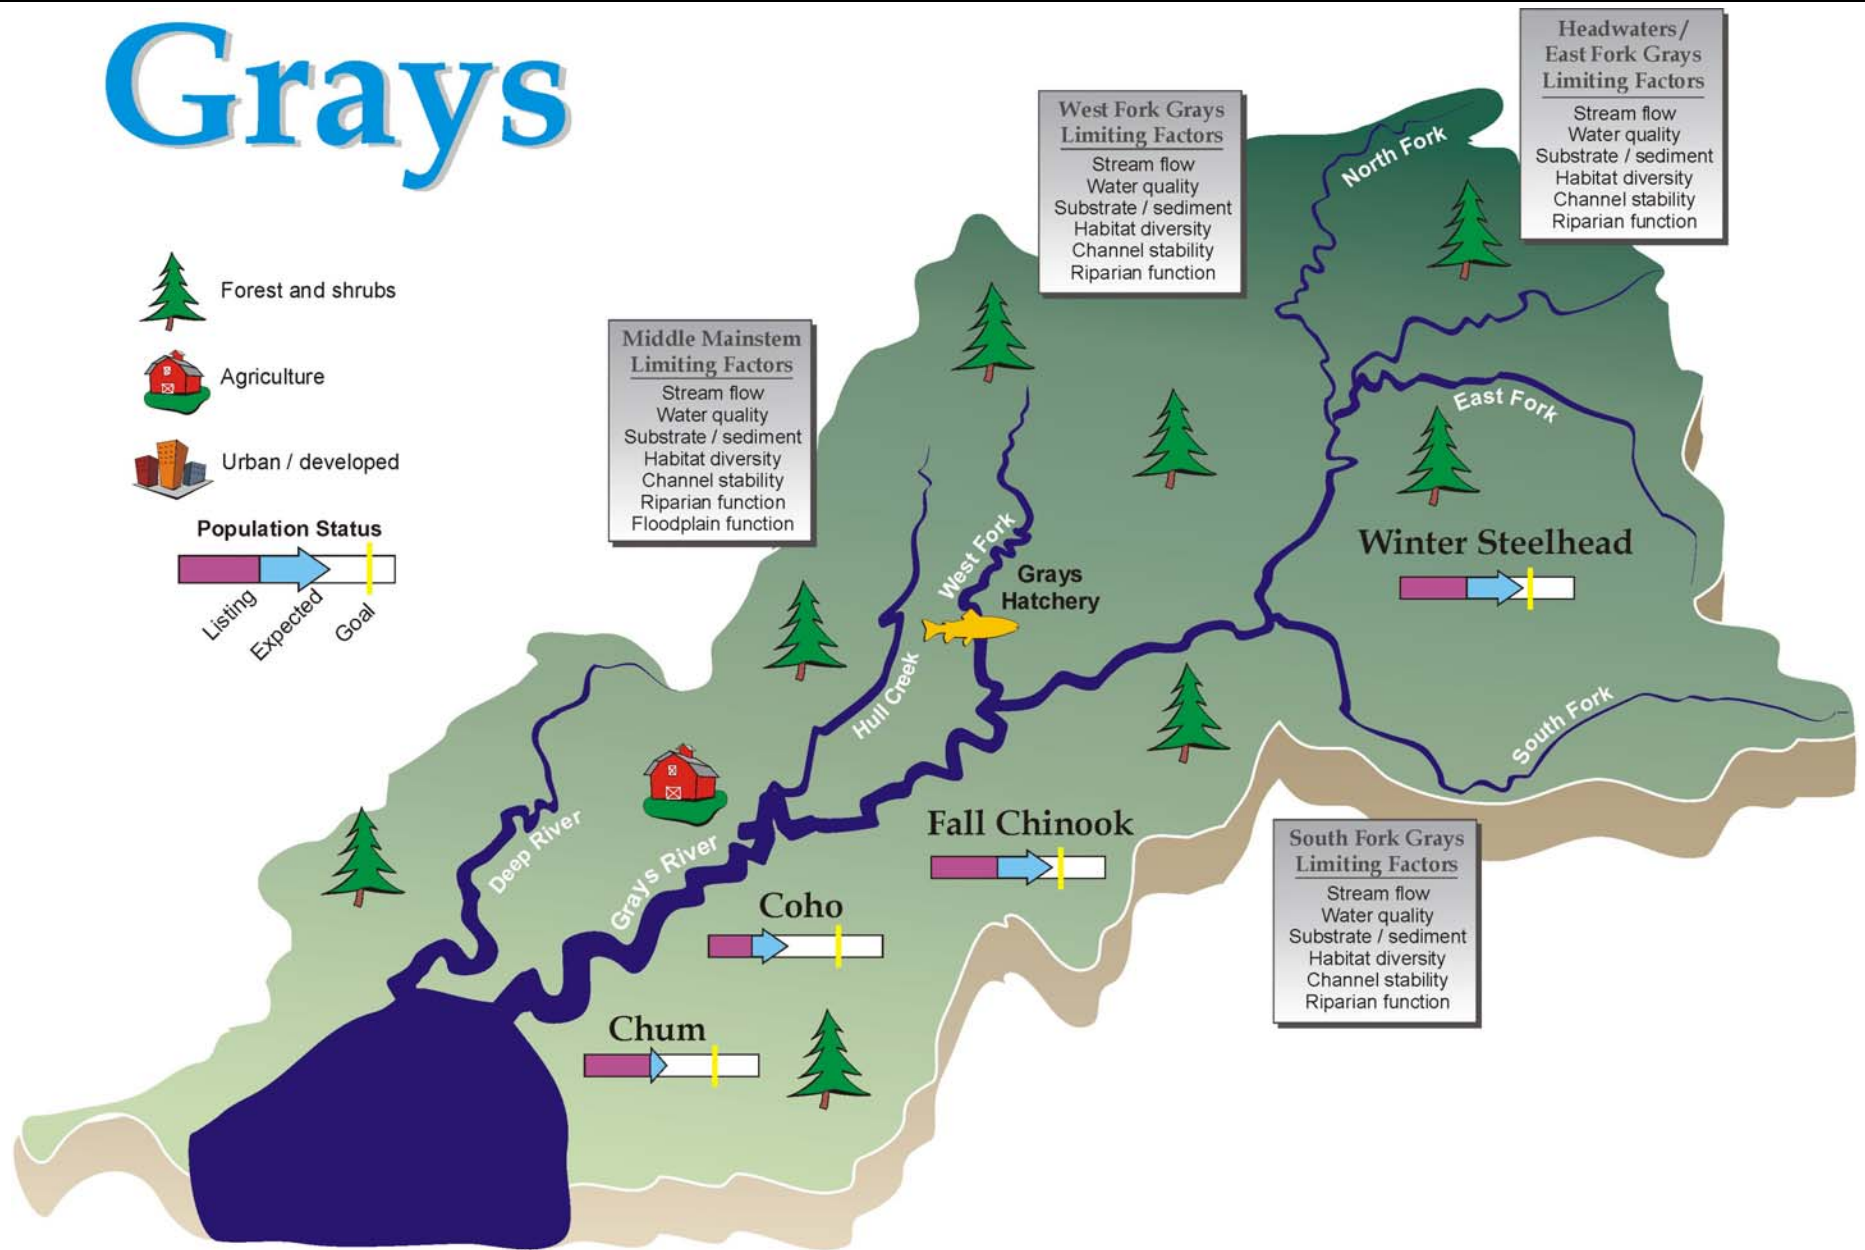 Grays
Forest and shrubs
Agriculture
Urban / developed
Population Status
Listing
Expected
Goal
Middle Mainstem
Limiting Factors
Stream flow
Water quality
Substrate / sediment
Habitat diversity
Channel stability
Riparian function
Floodplain function
West Fork Grays
Limiting Factors
Stream flow
Water quality
Substrate / sediment
Habitat diversity
Channel stability
Riparian function
Headwaters/
East Fork Grays
Limiting Factors
Stream flow
Water quality
Substrate / sediment
Habitat diversity
Channel stability
Riparian function
North Fork
East Fork
West Fork
Grays
Hatchery
Winter Steelhead
Hull Creek
South Fork
Deep River
Grays River
Fall Chinook
Coho
Chum
South Fork Grays
Limiting Factors
Stream flow
Water quality
Substrate / sediment
Habitat diversity
Channel stability
Riparian function